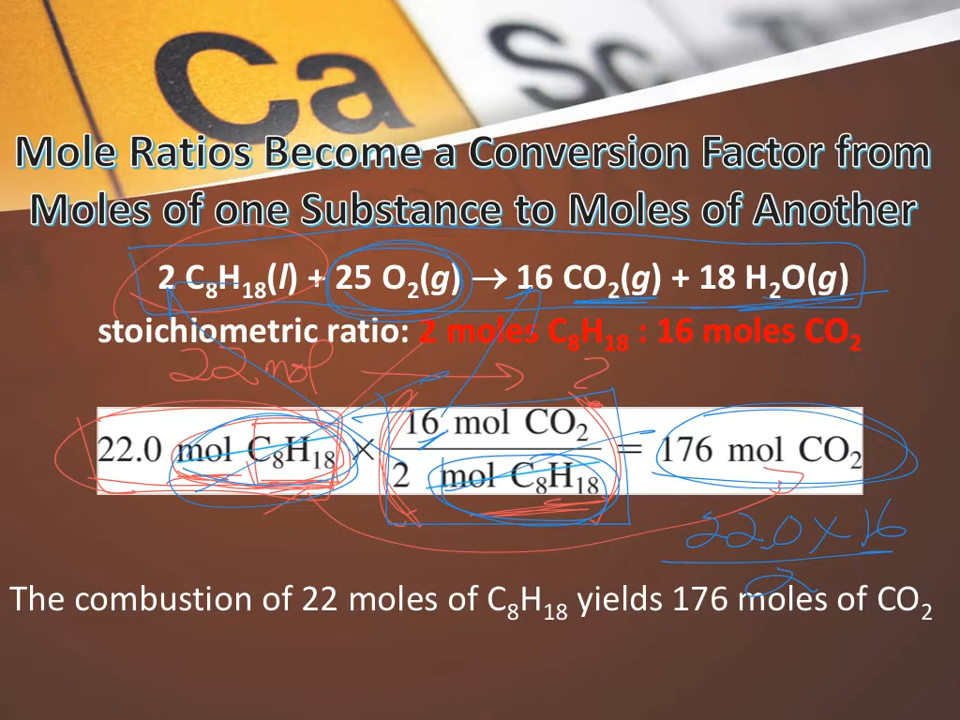 Ca Sc
Mole Ratios Become a Conversion Factor from
Moles of one Substance to Moles of Another
2 C₈H₁₈(l) + 25 O₂(g) → 16 CO₂(g) + 18 H₂O(g)
stoichiometric ratio: 2 moles C₈H₁₈ : 16 moles CO₂
22 mol → ?
22.0 mol C₈H₁₈ × 16 mol CO₂ / 2 mol C₈H₁₈ = 176 mol CO₂
22.0 × 16
2
The combustion of 22 moles of C₈H₁₈ yields 176 moles of CO₂